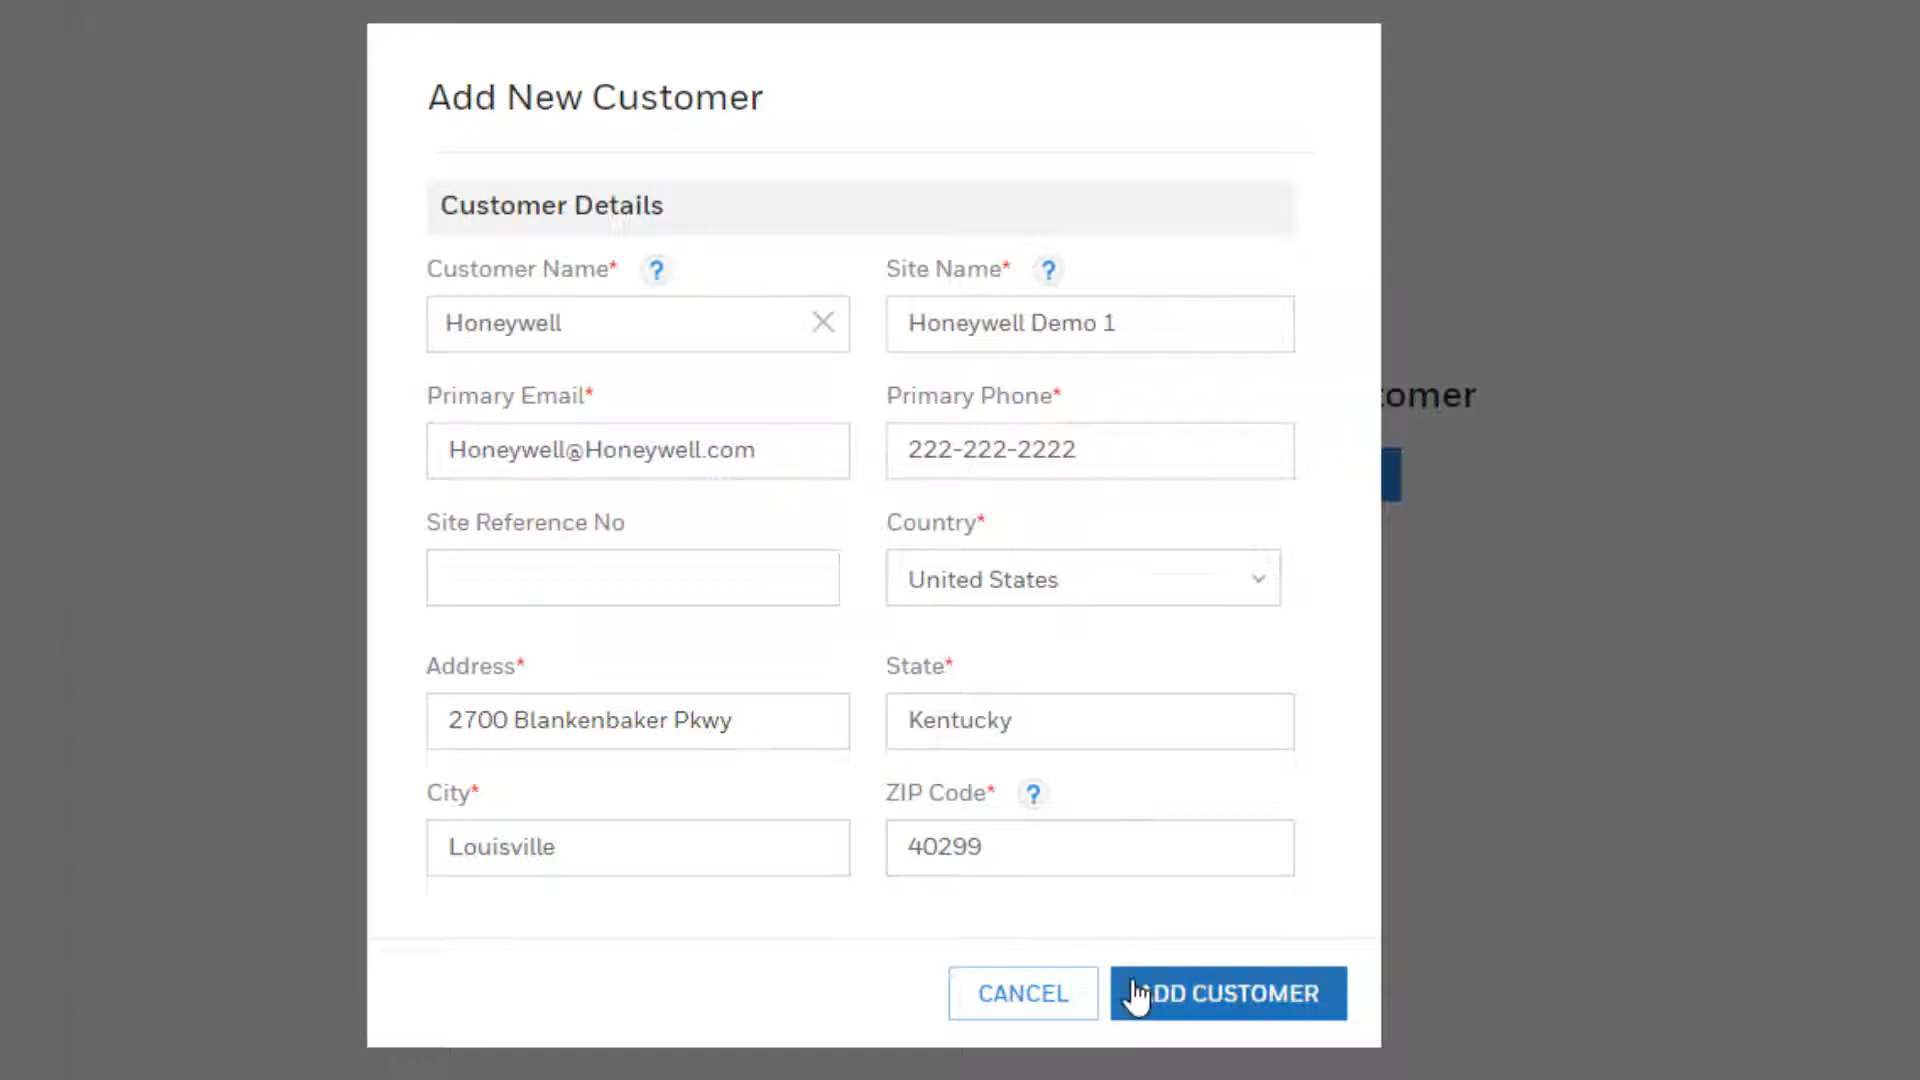 Add New Customer
Customer Details
Customer Name* ? Site Name* ?
Honeywell Honeywell Demo 1
Primary Email* Primary Phone*
Honeywell@Honeywell.com 222-222-2222
Site Reference No Country*
United States
Address* State*
2700 Blankenbaker Pkwy Kentucky
City* ZIP Code* ?
Louisville 40299
CANCEL DD CUSTOMER
tomer